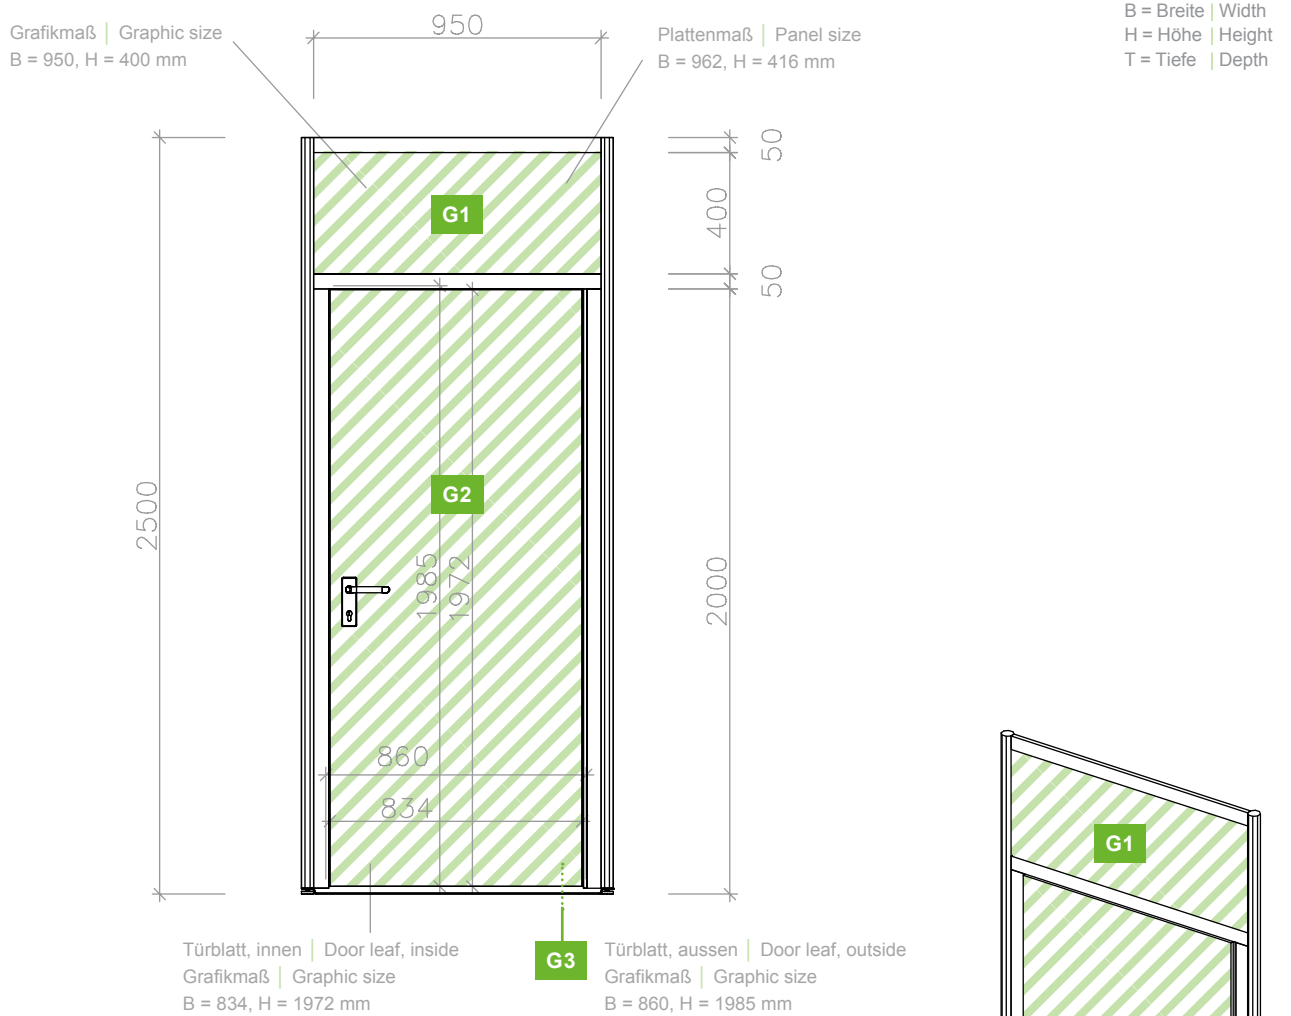 Grafikmaß | Graphic size
B = 950, H = 400 mm
950
Plattenmaß | Panel size
B = 962, H = 416 mm
B = Breite | Width
H = Höhe | Height
T = Tiefe | Depth
50
400
50
G1
2500
G2
1985
1972
2000
860
834
G1
Türblatt, innen | Door leaf, inside
Grafikmaß | Graphic size
B = 834, H = 1972 mm
G3
Türblatt, aussen | Door leaf, outside
Grafikmaß | Graphic size
B = 860, H = 1985 mm